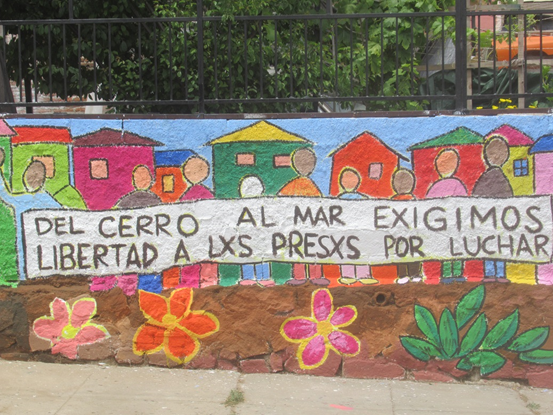 DEL CERRO AL MAR EXIGIMOS
LIBERTAD A LXS PRESXS POR LUCHAR